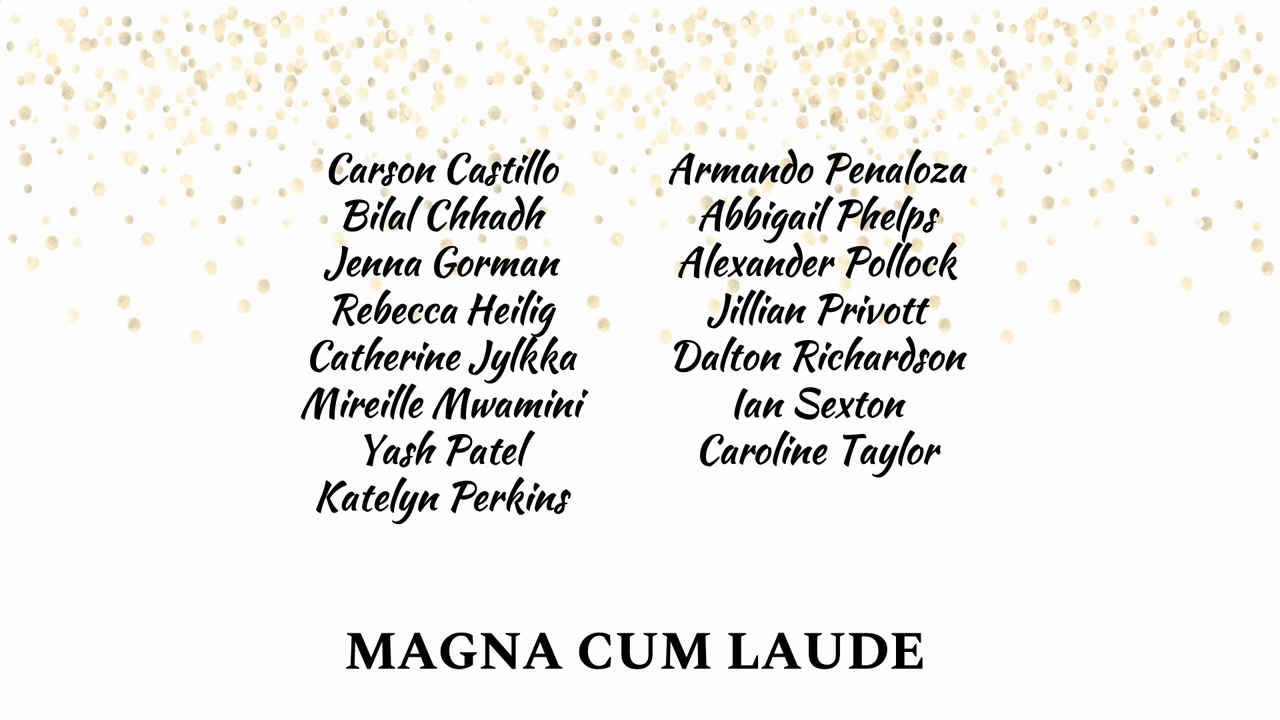 Carson Castillo
Bilal Chhadh
Jenna Gorman
Rebecca Heilig
Catherine Jylkka
Mireille Mwamini
Yash Patel
Katelyn Perkins
Armando Penaloza
Abbigail Phelps
Alexander Pollock
Jillian Privott
Dalton Richardson
Ian Sexton
Caroline Taylor
MAGNA CUM LAUDE